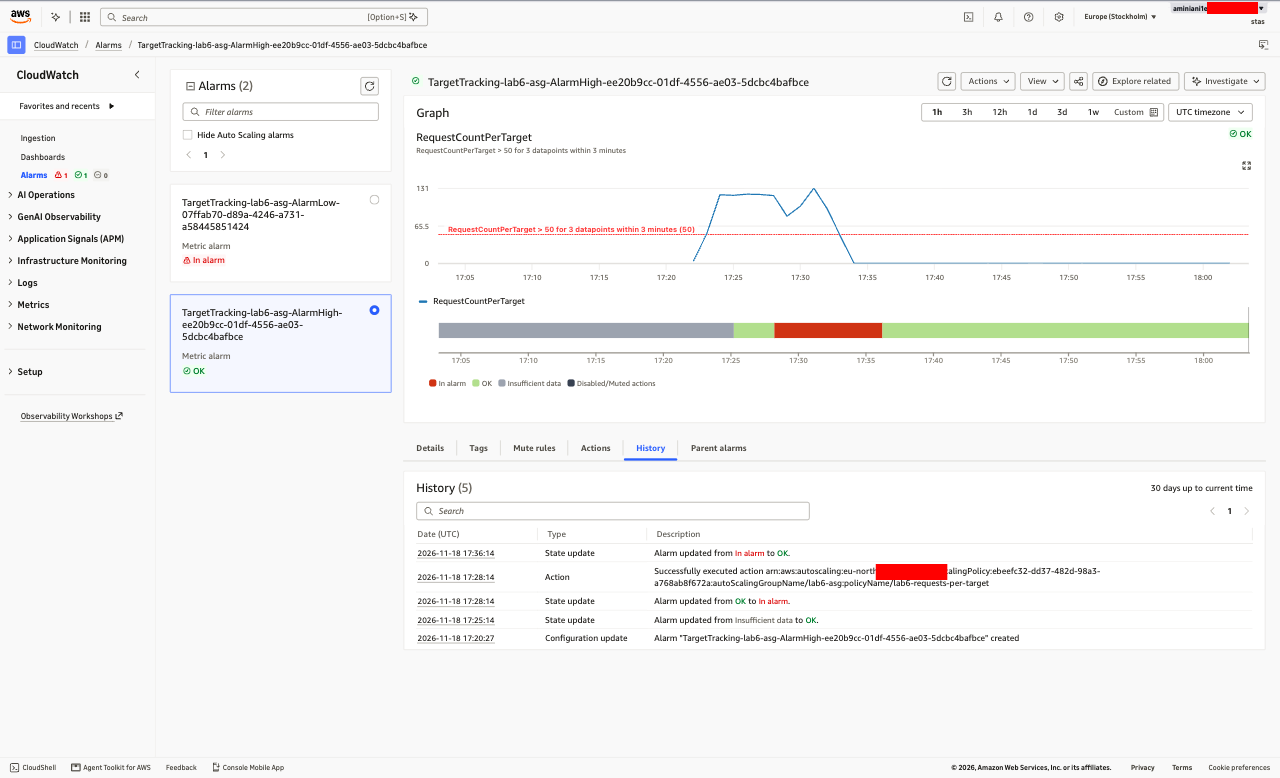 aws
Search
[Option+S]
Europe (Stockholm)
aminiani1e
stas
CloudWatch / Alarms / TargetTracking-lab6-asg-AlarmHigh-ee20b9cc-01df-4556-ae03-5dcbc4bafbce
CloudWatch
Favorites and recents
Ingestion
Dashboards
Alarms 1 1 0
AI Operations
GenAI Observability
Application Signals (APM)
Infrastructure Monitoring
Logs
Metrics
Network Monitoring
Setup
Observability Workshops
Alarms (2)
Filter alarms
Hide Auto Scaling alarms
1
TargetTracking-lab6-asg-AlarmLow-
07ffab70-d89a-4246-a731-
a58445851424
Metric alarm
In alarm
TargetTracking-lab6-asg-AlarmHigh-
ee20b9cc-01df-4556-ae03-
5dcbc4bafbce
Metric alarm
OK
TargetTracking-lab6-asg-AlarmHigh-ee20b9cc-01df-4556-ae03-5dcbc4bafbce
Actions
View
Explore related
Investigate
Graph
1h 3h 12h 1d 3d 1w Custom
UTC timezone
RequestCountPerTarget
OK
RequestCountPerTarget > 50 for 3 datapoints within 3 minutes
131
65.5
0
RequestCountPerTarget > 50 for 3 datapoints within 3 minutes (50)
17:05 17:10 17:15 17:20 17:25 17:30 17:35 17:40 17:45 17:50 17:55 18:00
RequestCountPerTarget
17:05 17:10 17:15 17:20 17:25 17:30 17:35 17:40 17:45 17:50 17:55 18:00
In alarm OK Insufficient data Disabled/Muted actions
Details Tags Mute rules Actions History Parent alarms
History (5)
30 days up to current time
Search
1
Date (UTC) Type Description
2026-11-18 17:36:14 State update Alarm updated from In alarm to OK.
2026-11-18 17:28:14 Action Successfully executed action arn:aws:autoscaling:eu-north alingPolicy:ebeefc32-dd37-482d-98a3-
a768ab8f672a:autoScalingGroupName/lab6-asg:policyName/lab6-requests-per-target
2026-11-18 17:28:14 State update Alarm updated from OK to In alarm.
2026-11-18 17:25:14 State update Alarm updated from Insufficient data to OK.
2026-11-18 17:20:27 Configuration update Alarm "TargetTracking-lab6-asg-AlarmHigh-ee20b9cc-01df-4556-ae03-5dcbc4bafbce" created
CloudShell
Agent Toolkit for AWS
Feedback
Console Mobile App
© 2026, Amazon Web Services, Inc. or its affiliates.
Privacy
Terms
Cookie preferences